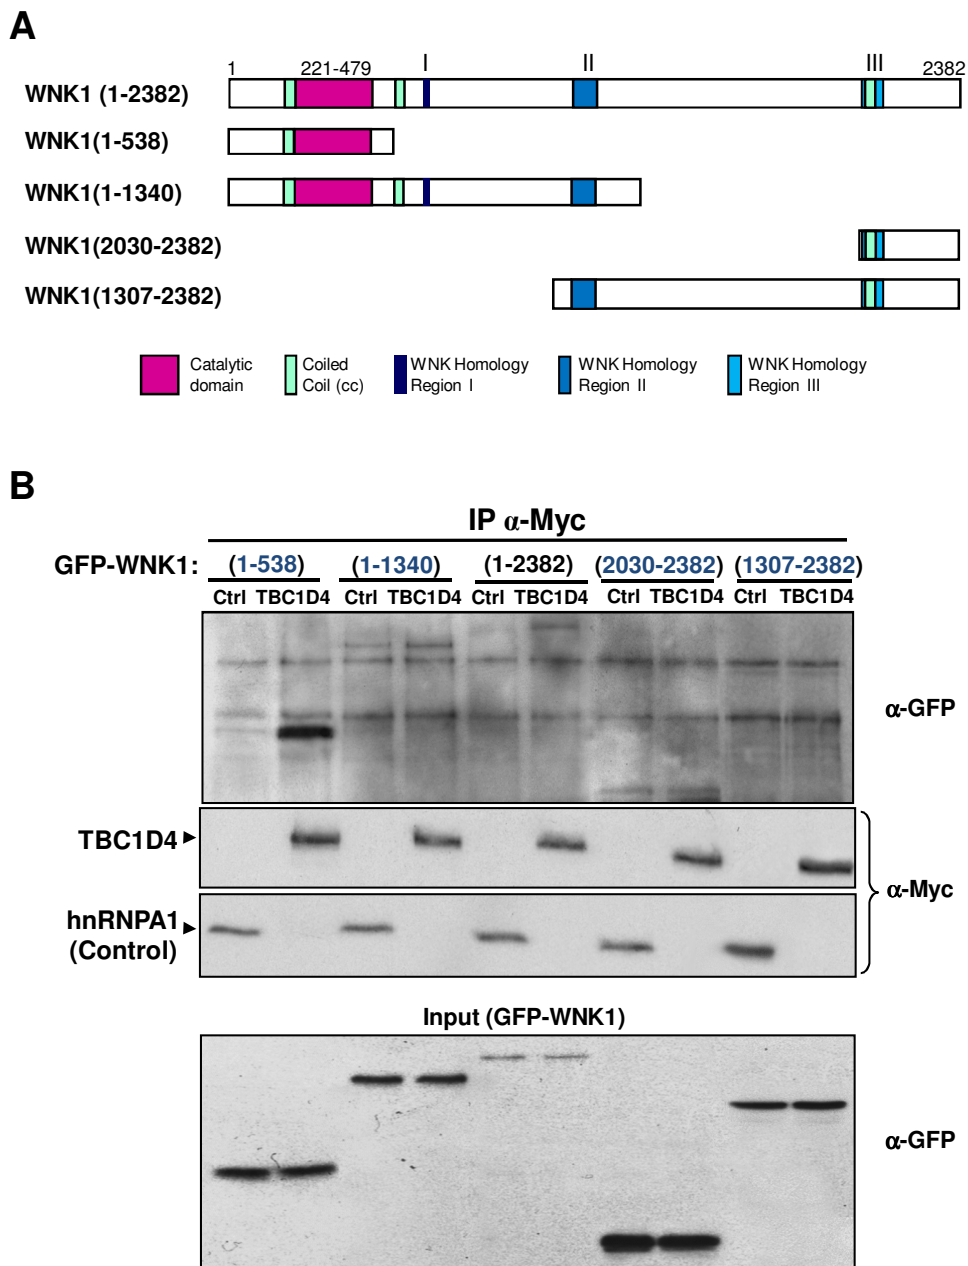 A
I II III
1 221-479 2382
WNK1 (1-2382)
WNK1(1-538)
WNK1(1-1340)
WNK1(2030-2382)
WNK1(1307-2382)
Catalytic domain
Coiled Coil (cc)
WNK Homology Region I
WNK Homology Region II
WNK Homology Region III
B
IP α-Myc
GFP-WNK1: (1-538) (1-1340) (1-2382) (2030-2382) (1307-2382)
Ctrl TBC1D4 Ctrl TBC1D4 Ctrl TBC1D4 Ctrl TBC1D4 Ctrl TBC1D4
α-GFP
TBC1D4
α-Myc
hnRNPA1
(Control)
Input (GFP-WNK1)
α-GFP